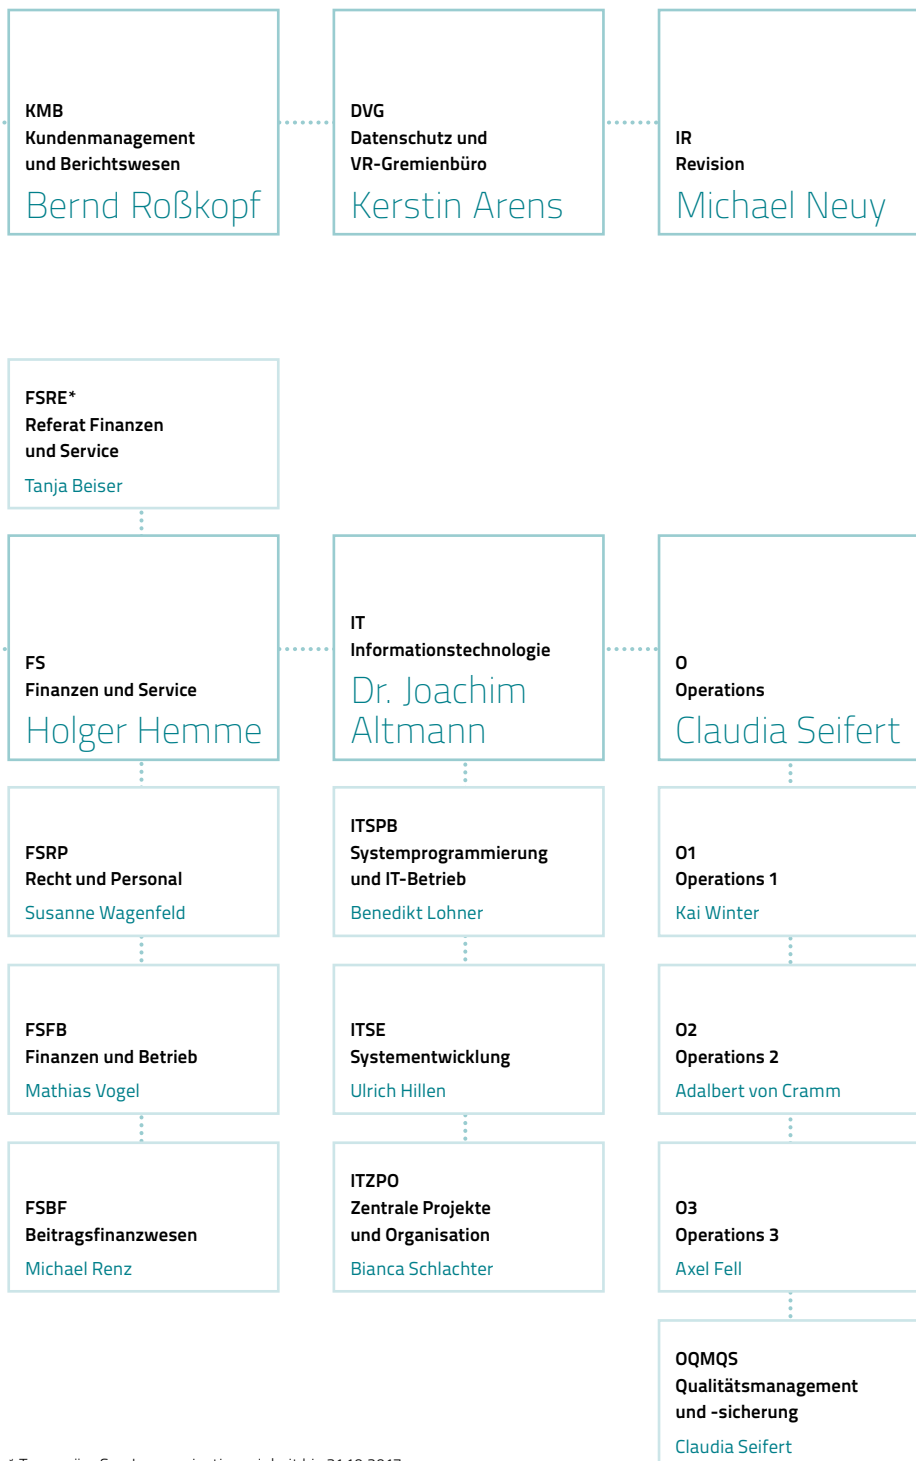 KMB
Kundenmanagement
und Berichtswesen
Bernd Roßkopf
DVG
Datenschutz und
VR-Gremienbüro
Kerstin Arens
IR
Revision
Michael Neuy
FSRE*
Referat Finanzen
und Service
Tanja Beiser
FS
Finanzen und Service
Holger Hemme
IT
Informationstechnologie
Dr. Joachim
Altmann
O
Operations
Claudia Seifert
FSRP
Recht und Personal
Susanne Wagenfeld
ITSPB
Systemprogrammierung
und IT-Betrieb
Benedikt Lohner
O1
Operations 1
Kai Winter
FSFB
Finanzen und Betrieb
Mathias Vogel
ITSE
Systementwicklung
Ulrich Hillen
O2
Operations 2
Adalbert von Cramm
FSBF
Beitragsfinanzwesen
Michael Renz
ITZPO
Zentrale Projekte
und Organisation
Bianca Schlachter
O3
Operations 3
Axel Fell
OQMQS
Qualitätsmanagement
und -sicherung
Claudia Seifert